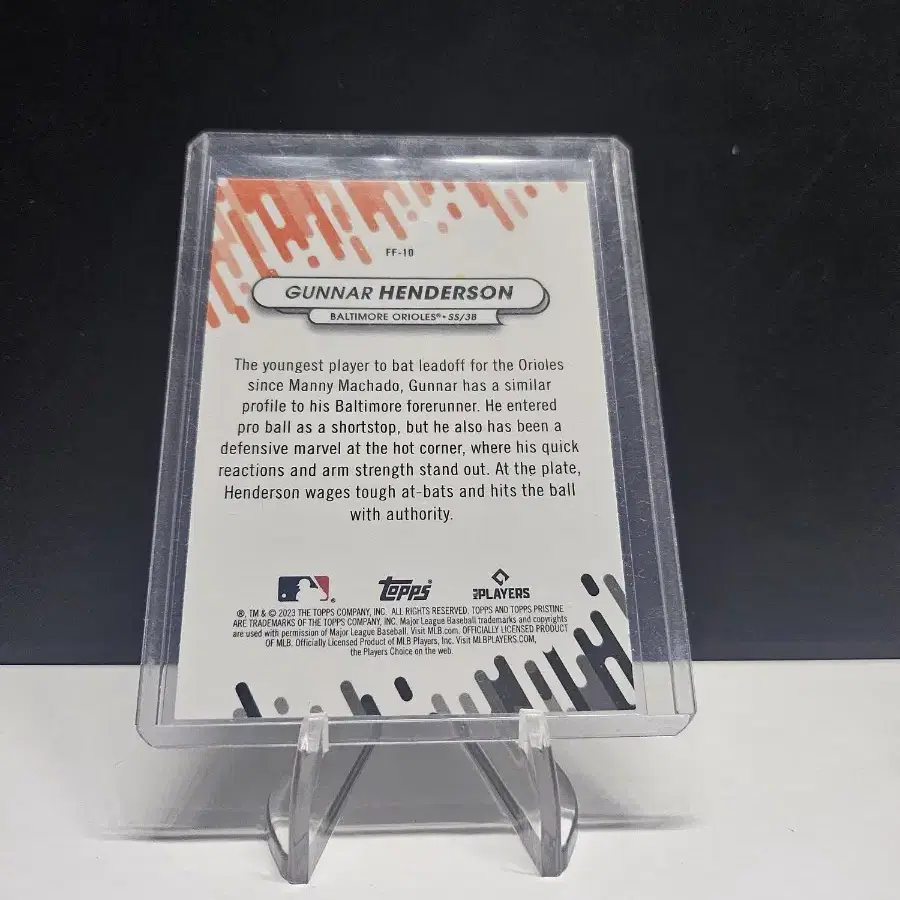 FF-10
GUNNAR HENDERSON
BALTIMORE ORIOLES® • SS/3B
The youngest player to bat leadoff for the Orioles
since Manny Machado, Gunnar has a similar
profile to his Baltimore forerunner. He entered
pro ball as a shortstop, but he also has been a
defensive marvel at the hot corner, where his quick
reactions and arm strength stand out. At the plate,
Henderson wages tough at-bats and hits the ball
with authority.
topps®
MLB PLAYERS
®, TM & © 2023 THE TOPPS COMPANY, INC. ALL RIGHTS RESERVED. TOPPS AND TOPPS PRISTINE
ARE TRADEMARKS OF THE TOPPS COMPANY, INC. Major League Baseball trademarks and copyrights
are used with permission of Major League Baseball. Visit MLB.com. OFFICIALLY LICENSED PRODUCT
OF MLB. Officially Licensed Product of MLB Players, Inc. Visit MLBPLAYERS.COM,
the Players Choice on the web.